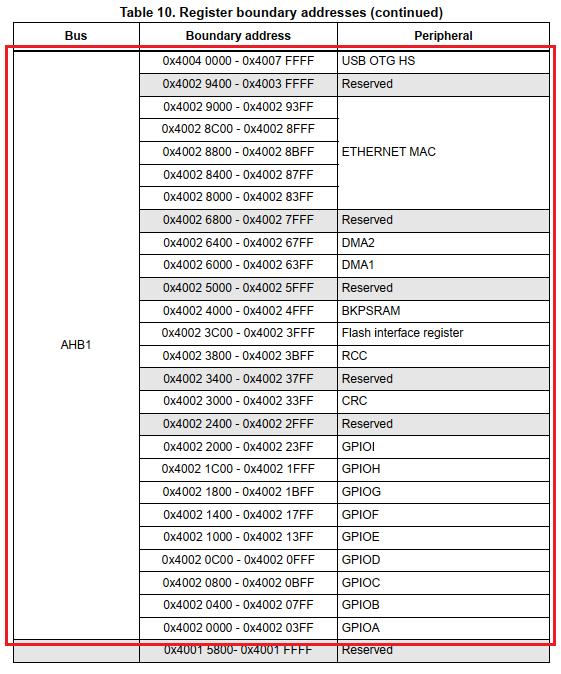 Table 10. Register boundary addresses (continued)
Bus Boundary address Peripheral
0x4004 0000 - 0x4007 FFFF USB OTG HS
0x4002 9400 - 0x4003 FFFF Reserved
0x4002 9000 - 0x4002 93FF
0x4002 8C00 - 0x4002 8FFF
0x4002 8800 - 0x4002 8BFF ETHERNET MAC
0x4002 8400 - 0x4002 87FF
0x4002 8000 - 0x4002 83FF
0x4002 6800 - 0x4002 7FFF Reserved
0x4002 6400 - 0x4002 67FF DMA2
0x4002 6000 - 0x4002 63FF DMA1
0x4002 5000 - 0x4002 5FFF Reserved
0x4002 4000 - 0x4002 4FFF BKPSRAM
0x4002 3C00 - 0x4002 3FFF Flash interface register
AHB1 0x4002 3800 - 0x4002 3BFF RCC
0x4002 3400 - 0x4002 37FF Reserved
0x4002 3000 - 0x4002 33FF CRC
0x4002 2400 - 0x4002 2FFF Reserved
0x4002 2000 - 0x4002 23FF GPIOI
0x4002 1C00 - 0x4002 1FFF GPIOH
0x4002 1800 - 0x4002 1BFF GPIOG
0x4002 1400 - 0x4002 17FF GPIOF
0x4002 1000 - 0x4002 13FF GPIOE
0x4002 0C00 - 0x4002 0FFF GPIOD
0x4002 0800 - 0x4002 0BFF GPIOC
0x4002 0400 - 0x4002 07FF GPIOB
0x4002 0000 - 0x4002 03FF GPIOA
0x4001 5800- 0x4001 FFFF Reserved